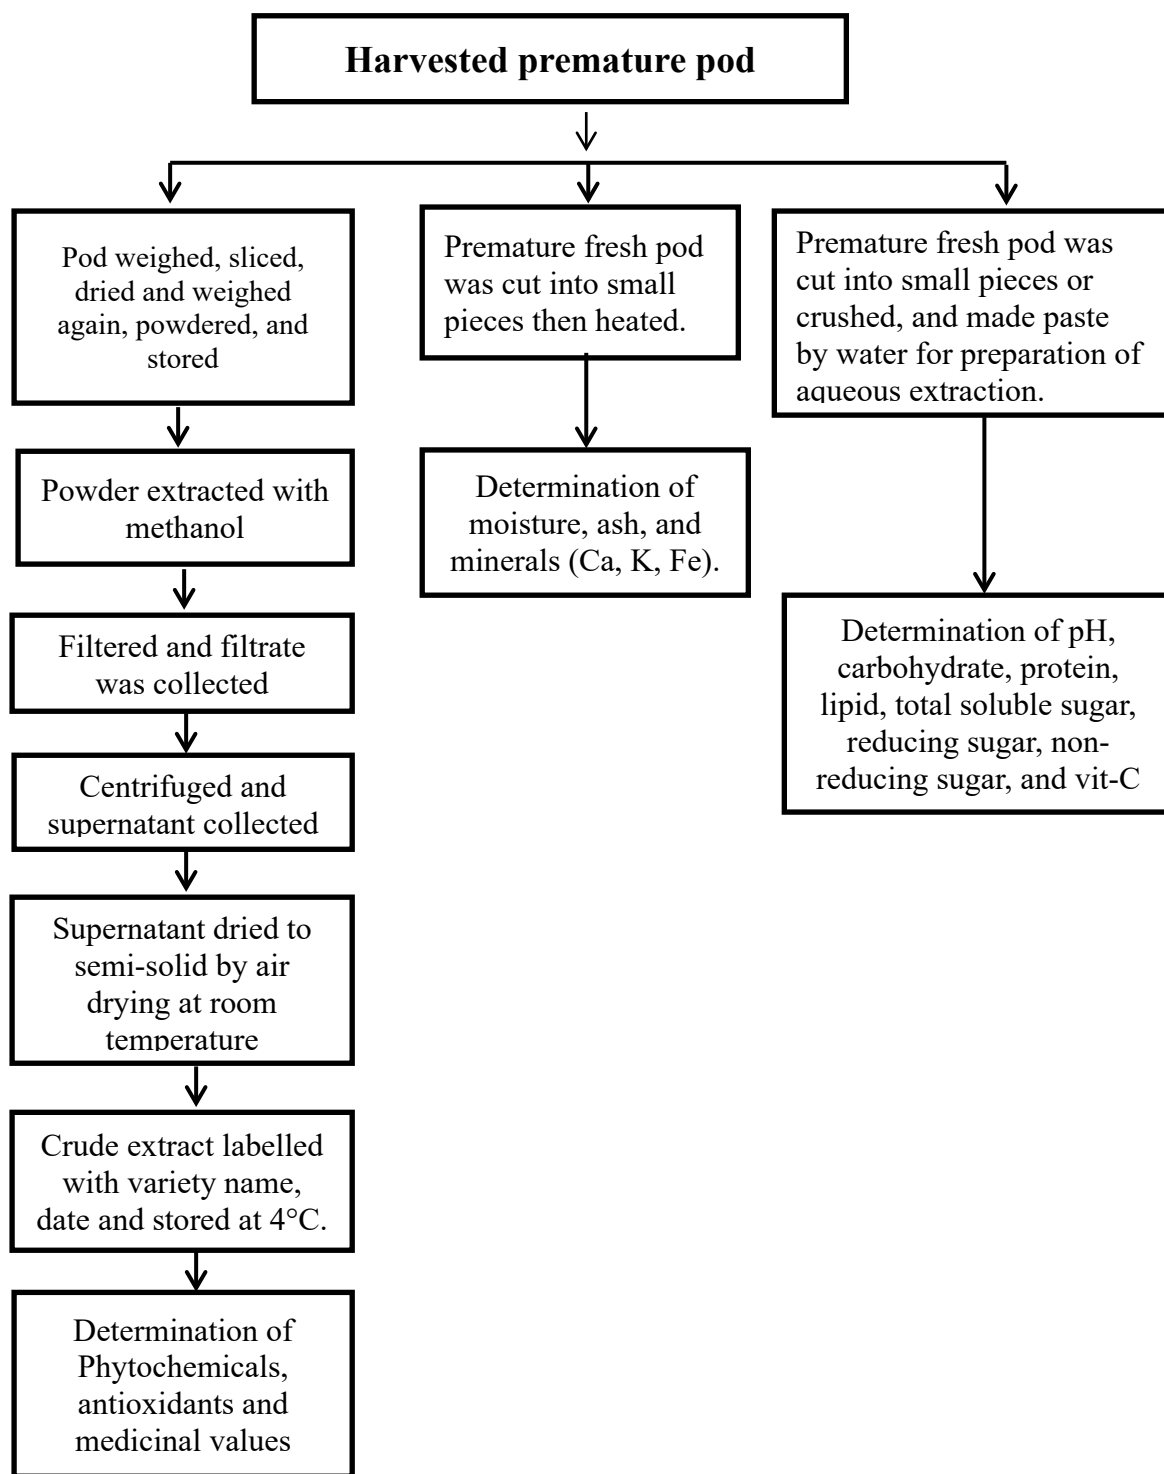 Harvested premature pod
Pod weighed, sliced,
dried and weighed
again, powdered, and
stored
Powder extracted with
methanol
Filtered and filtrate
was collected
Centrifuged and
supernatant collected
Supernatant dried to
semi-solid by air
drying at room
temperature
Crude extract labelled
with variety name,
date and stored at 4°C.
Determination of
Phytochemicals,
antioxidants and
medicinal values
Premature fresh pod
was cut into small
pieces then heated.
Determination of
moisture, ash, and
minerals (Ca, K, Fe).
Premature fresh pod was
cut into small pieces or
crushed, and made paste
by water for preparation of
aqueous extraction.
Determination of pH,
carbohydrate, protein,
lipid, total soluble sugar,
reducing sugar, non-
reducing sugar, and vit-C